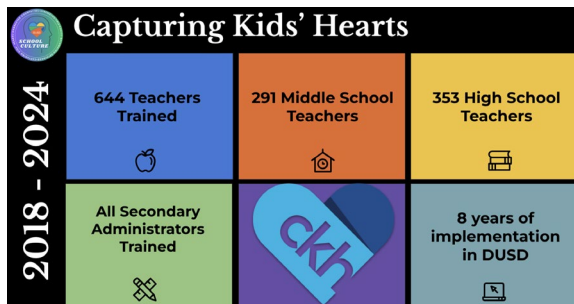 SCHOOL
CULTURE
Capturing Kids' Hearts
2018 - 2024
644 Teachers
Trained
291 Middle School
Teachers
353 High School
Teachers
All Secondary
Administrators
Trained
ckh
8 years of
implementation
in DUSD